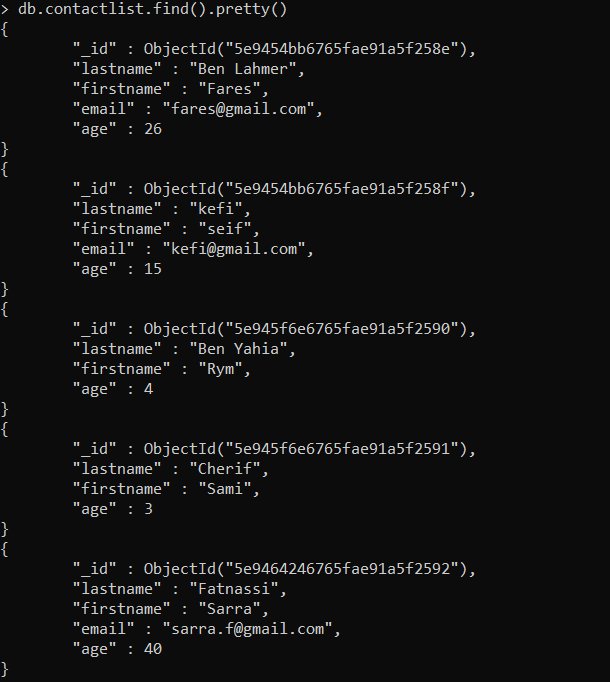 > db.contactlist.find().pretty()
{
        "_id" : ObjectId("5e9454bb6765fae91a5f258e"),
        "lastname" : "Ben Lahmer",
        "firstname" : "Fares",
        "email" : "fares@gmail.com",
        "age" : 26
}
{
        "_id" : ObjectId("5e9454bb6765fae91a5f258f"),
        "lastname" : "kefi",
        "firstname" : "seif",
        "email" : "kefi@gmail.com",
        "age" : 15
}
{
        "_id" : ObjectId("5e945f6e6765fae91a5f2590"),
        "lastname" : "Ben Yahia",
        "firstname" : "Rym",
        "age" : 4
}
{
        "_id" : ObjectId("5e945f6e6765fae91a5f2591"),
        "lastname" : "Cherif",
        "firstname" : "Sami",
        "age" : 3
}
{
        "_id" : ObjectId("5e9464246765fae91a5f2592"),
        "lastname" : "Fatnassi",
        "firstname" : "Sarra",
        "email" : "sarra.f@gmail.com",
        "age" : 40
}